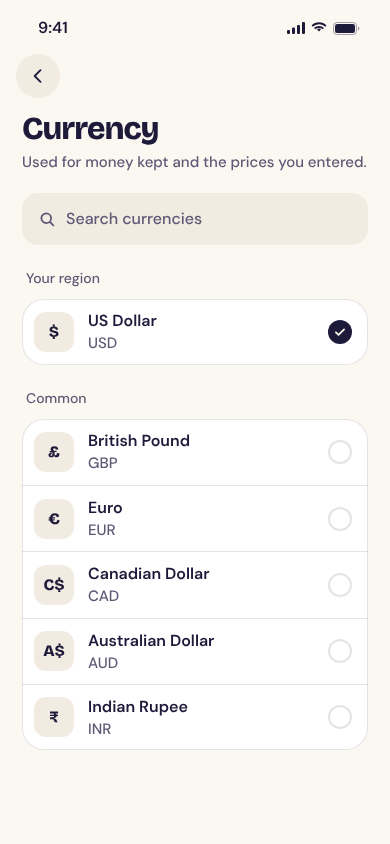 9:41
Currency
Used for money kept and the prices you entered.
Search currencies
Your region
$ US Dollar
USD
Common
£ British Pound
GBP
€ Euro
EUR
C$ Canadian Dollar
CAD
A$ Australian Dollar
AUD
₹ Indian Rupee
INR